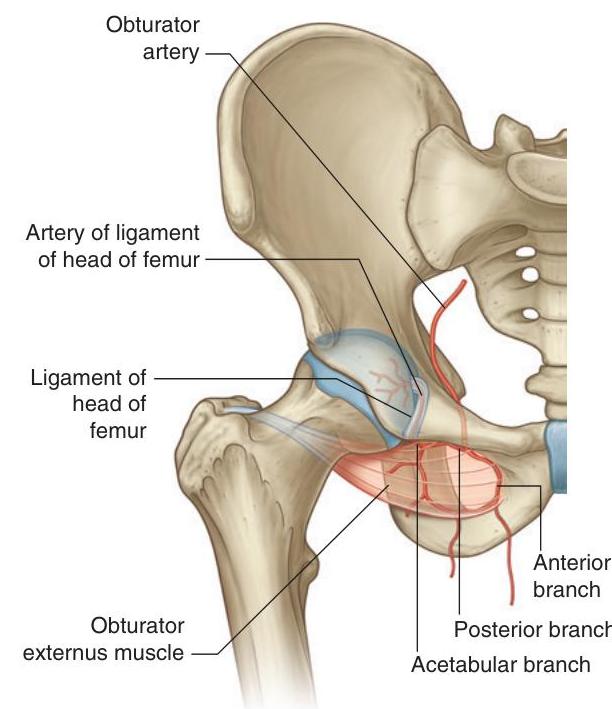 Obturator
artery
Artery of ligament
of head of femur
Ligament of
head of
femur
Anterior
branch
Posterior branch
Obturator
externus muscle
Acetabular branch